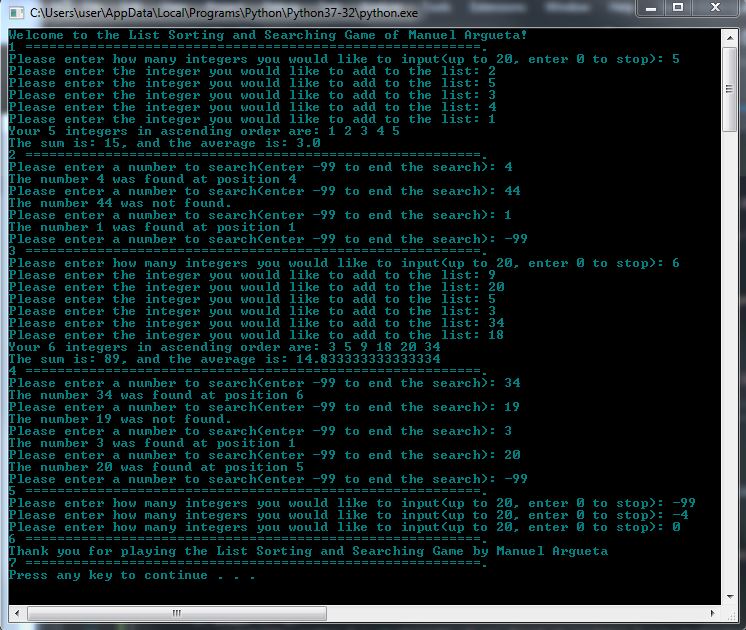 C:\Users\user\AppData\Local\Programs\Python\Python37-32\python.exe
Welcome to the List Sorting and Searching Game of Manuel Argueta!
1 =====================================================.
Please enter how many integers you would like to input(up to 20, enter 0 to stop): 5
Please enter the integer you would like to add to the list: 2
Please enter the integer you would like to add to the list: 5
Please enter the integer you would like to add to the list: 3
Please enter the integer you would like to add to the list: 4
Please enter the integer you would like to add to the list: 1
Your 5 integers in ascending order are: 1 2 3 4 5
The sum is: 15, and the average is: 3.0
2 =====================================================.
Please enter a number to search(enter -99 to end the search): 4
The number 4 was found at position 4
Please enter a number to search(enter -99 to end the search): 44
The number 44 was not found.
Please enter a number to search(enter -99 to end the search): 1
The number 1 was found at position 1
Please enter a number to search(enter -99 to end the search): -99
3 =====================================================.
Please enter how many integers you would like to input(up to 20, enter 0 to stop): 6
Please enter the integer you would like to add to the list: 9
Please enter the integer you would like to add to the list: 20
Please enter the integer you would like to add to the list: 5
Please enter the integer you would like to add to the list: 3
Please enter the integer you would like to add to the list: 34
Please enter the integer you would like to add to the list: 18
Your 6 integers in ascending order are: 3 5 9 18 20 34
The sum is: 89, and the average is: 14.833333333333334
4 =====================================================.
Please enter a number to search(enter -99 to end the search): 34
The number 34 was found at position 6
Please enter a number to search(enter -99 to end the search): 19
The number 19 was not found.
Please enter a number to search(enter -99 to end the search): 3
The number 3 was found at position 1
Please enter a number to search(enter -99 to end the search): 20
The number 20 was found at position 5
Please enter a number to search(enter -99 to end the search): -99
5 =====================================================.
Please enter how many integers you would like to input(up to 20, enter 0 to stop): -99
Please enter how many integers you would like to input(up to 20, enter 0 to stop): -4
Please enter how many integers you would like to input(up to 20, enter 0 to stop): 0
6 =====================================================.
Thank you for playing the List Sorting and Searching Game by Manuel Argueta
7 =====================================================.
Press any key to continue . . .